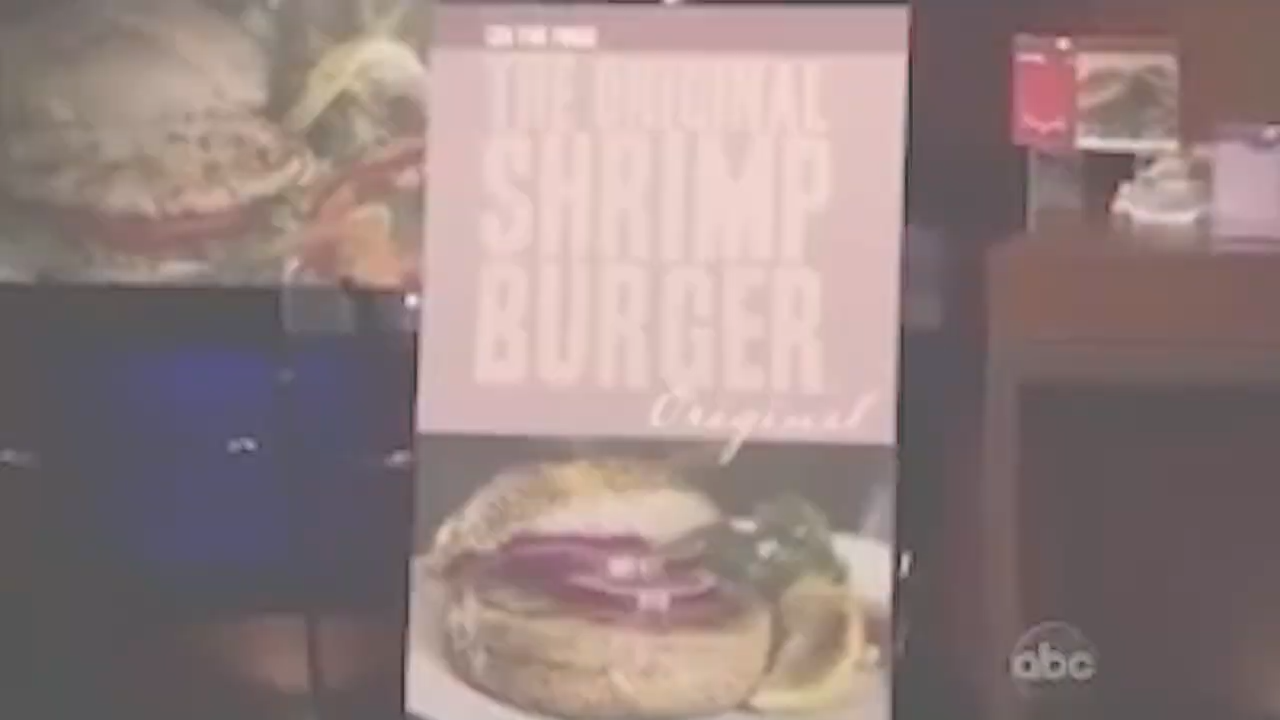 THE ORIGINAL
SHRIMP
BURGER
Original
abc